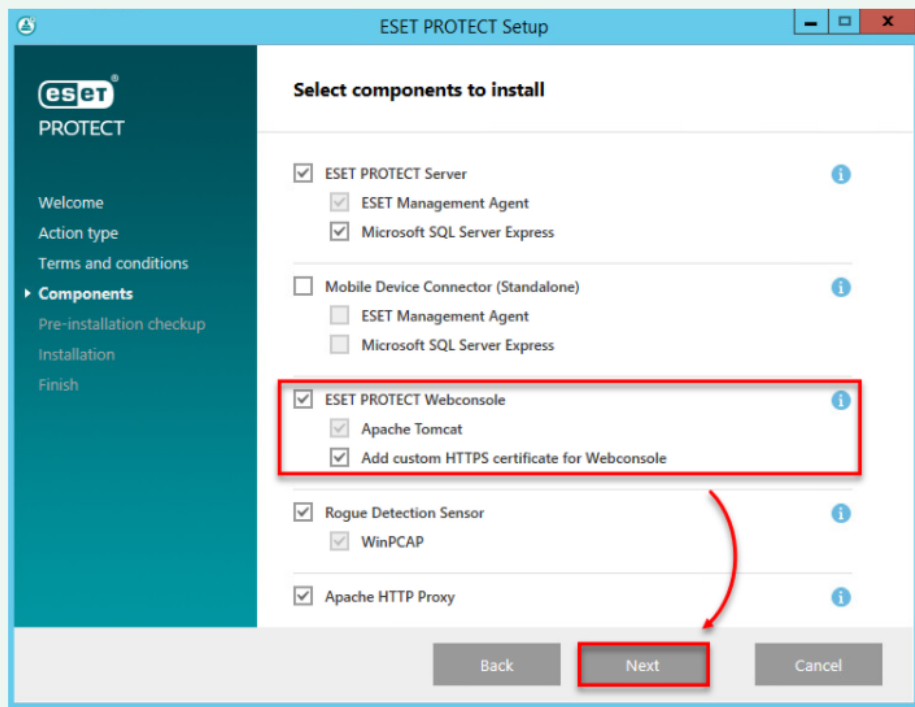 ESET PROTECT Setup
eset®
PROTECT
Welcome
Action type
Terms and conditions
Components
Pre-installation checkup
Installation
Finish
Select components to install
ESET PROTECT Server
ESET Management Agent
Microsoft SQL Server Express
Mobile Device Connector (Standalone)
ESET Management Agent
Microsoft SQL Server Express
ESET PROTECT Webconsole
Apache Tomcat
Add custom HTTPS certificate for Webconsole
Rogue Detection Sensor
WinPCAP
Apache HTTP Proxy
Back Next Cancel